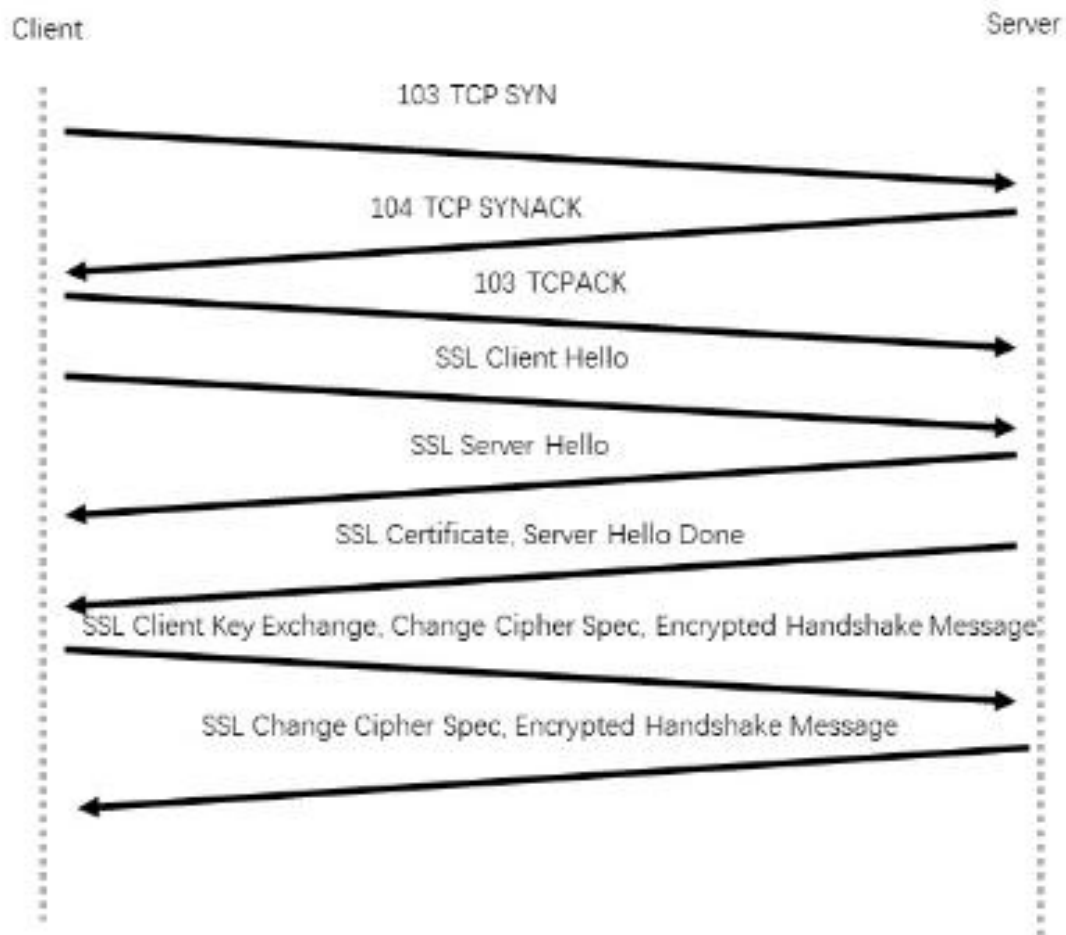 Client
Server
103 TCP SYN
104 TCP SYNACK
103 TCPACK
SSL Client Hello
SSL Server Hello
SSL Certificate, Server Hello Done
SSL Client Key Exchange, Change Cipher Spec, Encrypted Handshake Message
SSL Change Cipher Spec, Encrypted Handshake Message